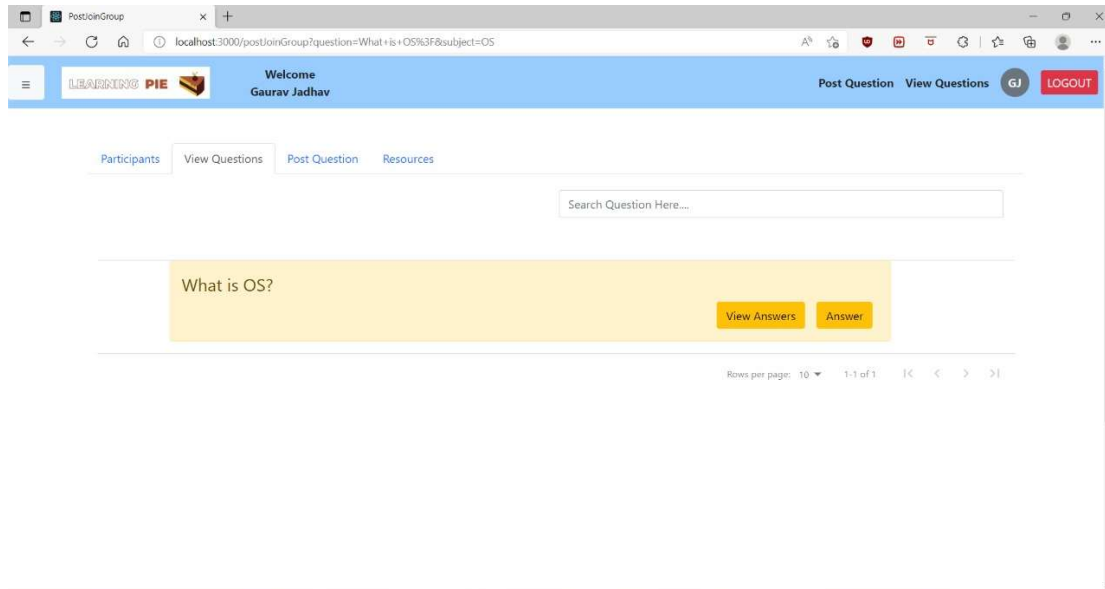 PostJoinGroup
localhost:3000/postJoinGroup?question=What+is+OS%3F&subject=OS
LEARNING PIE
Welcome
Gaurav Jadhav
Post Question View Questions GJ LOGOUT
Participants View Questions Post Question Resources
Search Question Here....
What is OS?
View Answers Answer
Rows per page: 10 1-1 of 1